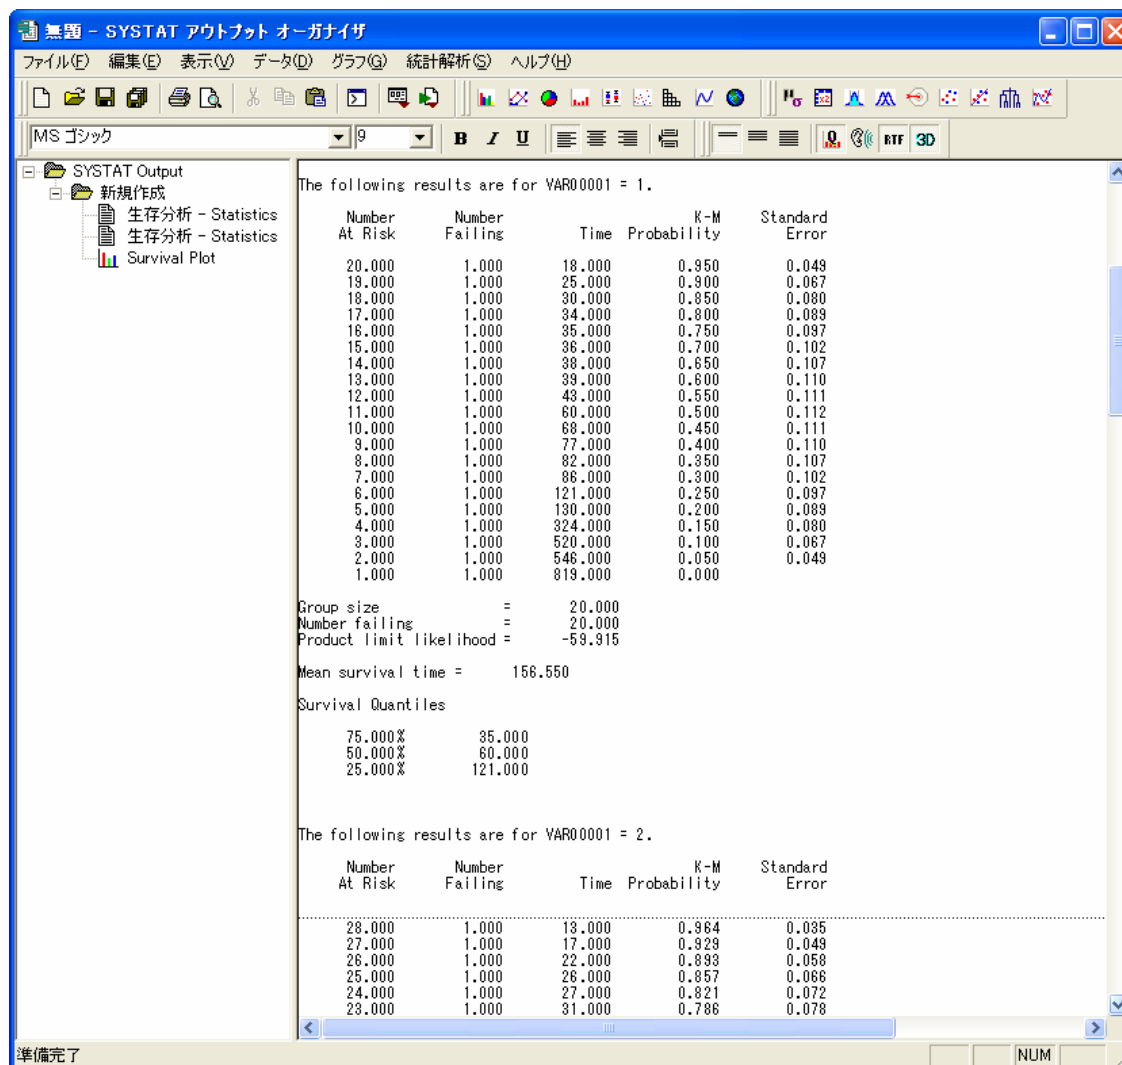 無題 - SYSTAT アウトプット オーガナイザ
ファイル(F) 編集(E) 表示(V) データ(D) グラフ(G) 統計解析(S) ヘルプ(H)
MS ゴシック 9 B I U RTF 3D
SYSTAT Output
新規作成
生存分析 - Statistics
生存分析 - Statistics
Survival Plot
The following results are for VAR00001 = 1.
Number Number K-M Standard
At Risk Failing Time Probability Error
20.000 1.000 18.000 0.950 0.049
19.000 1.000 25.000 0.900 0.067
18.000 1.000 30.000 0.850 0.080
17.000 1.000 34.000 0.800 0.089
16.000 1.000 35.000 0.750 0.097
15.000 1.000 36.000 0.700 0.102
14.000 1.000 38.000 0.650 0.107
13.000 1.000 39.000 0.600 0.110
12.000 1.000 43.000 0.550 0.111
11.000 1.000 60.000 0.500 0.112
10.000 1.000 68.000 0.450 0.111
9.000 1.000 77.000 0.400 0.110
8.000 1.000 82.000 0.350 0.107
7.000 1.000 86.000 0.300 0.102
6.000 1.000 121.000 0.250 0.097
5.000 1.000 130.000 0.200 0.089
4.000 1.000 324.000 0.150 0.080
3.000 1.000 520.000 0.100 0.067
2.000 1.000 546.000 0.050 0.049
1.000 1.000 819.000 0.000
Group size = 20.000
Number failing = 20.000
Product limit likelihood = -59.915
Mean survival time = 156.550
Survival Quantiles
75.000% 35.000
50.000% 60.000
25.000% 121.000
The following results are for VAR00001 = 2.
Number Number K-M Standard
At Risk Failing Time Probability Error
28.000 1.000 13.000 0.964 0.035
27.000 1.000 17.000 0.929 0.049
26.000 1.000 22.000 0.893 0.058
25.000 1.000 26.000 0.857 0.066
24.000 1.000 27.000 0.821 0.072
23.000 1.000 31.000 0.786 0.078
準備完了 NUM